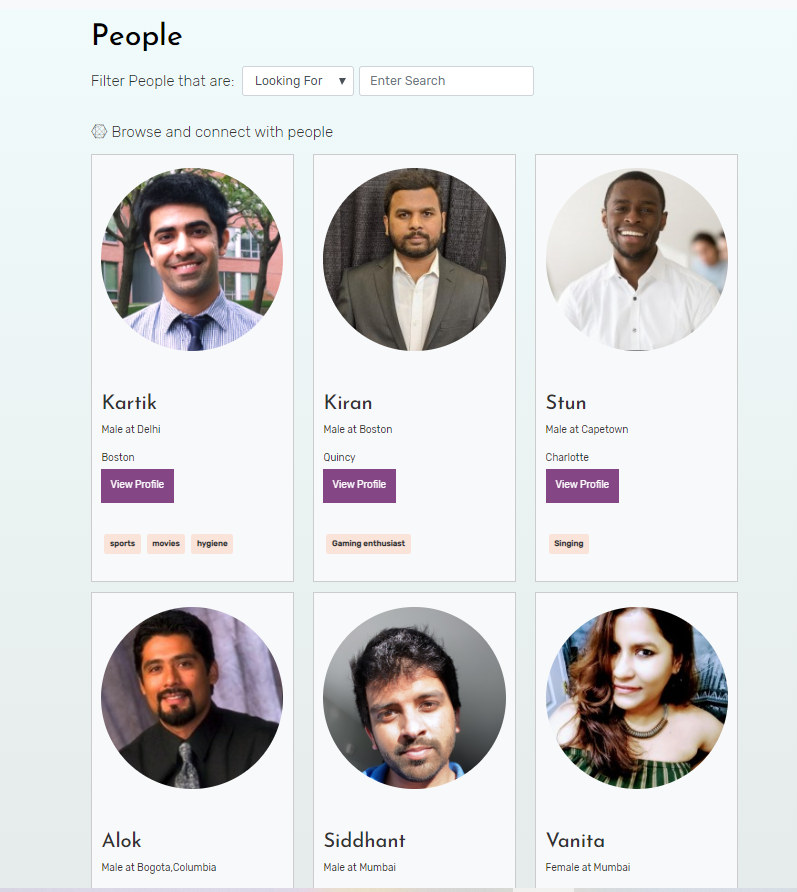 People
Filter People that are: Looking For ▼ Enter Search
Browse and connect with people
Kartik
Male at Delhi
Boston
View Profile
sports movies hygiene
Kiran
Male at Boston
Quincy
View Profile
Gaming enthusiast
Stun
Male at Capetown
Charlotte
View Profile
Singing
Alok
Male at Bogota,Columbia
Siddhant
Male at Mumbai
Vanita
Female at Mumbai